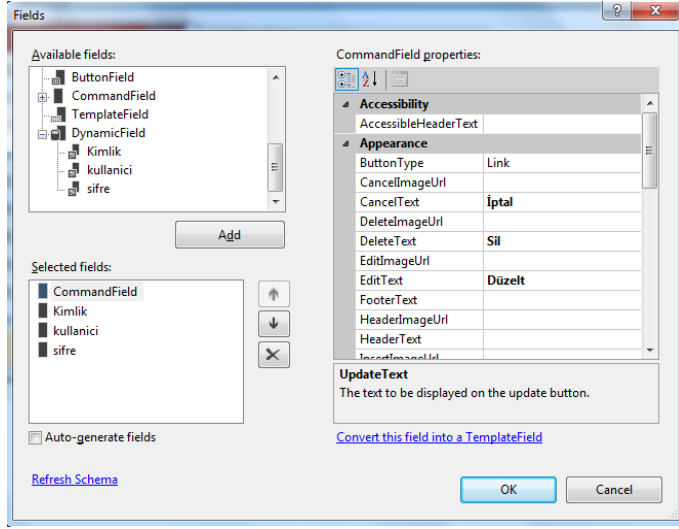 Fields
Available fields:
ButtonField
CommandField
TemplateField
DynamicField
Kimlik
kullanici
sifre
Add
Selected fields:
CommandField
Kimlik
kullanici
sifre
Auto-generate fields
Refresh Schema
CommandField properties:
Accessibility
AccessibleHeaderText
Appearance
ButtonType Link
CancelImageUrl
CancelText İptal
DeleteImageUrl
DeleteText Sil
EditImageUrl
EditText Düzelt
FooterText
HeaderImageUrl
HeaderText
InsertImageUrl
UpdateText
The text to be displayed on the update button.
Convert this field into a TemplateField
OK Cancel